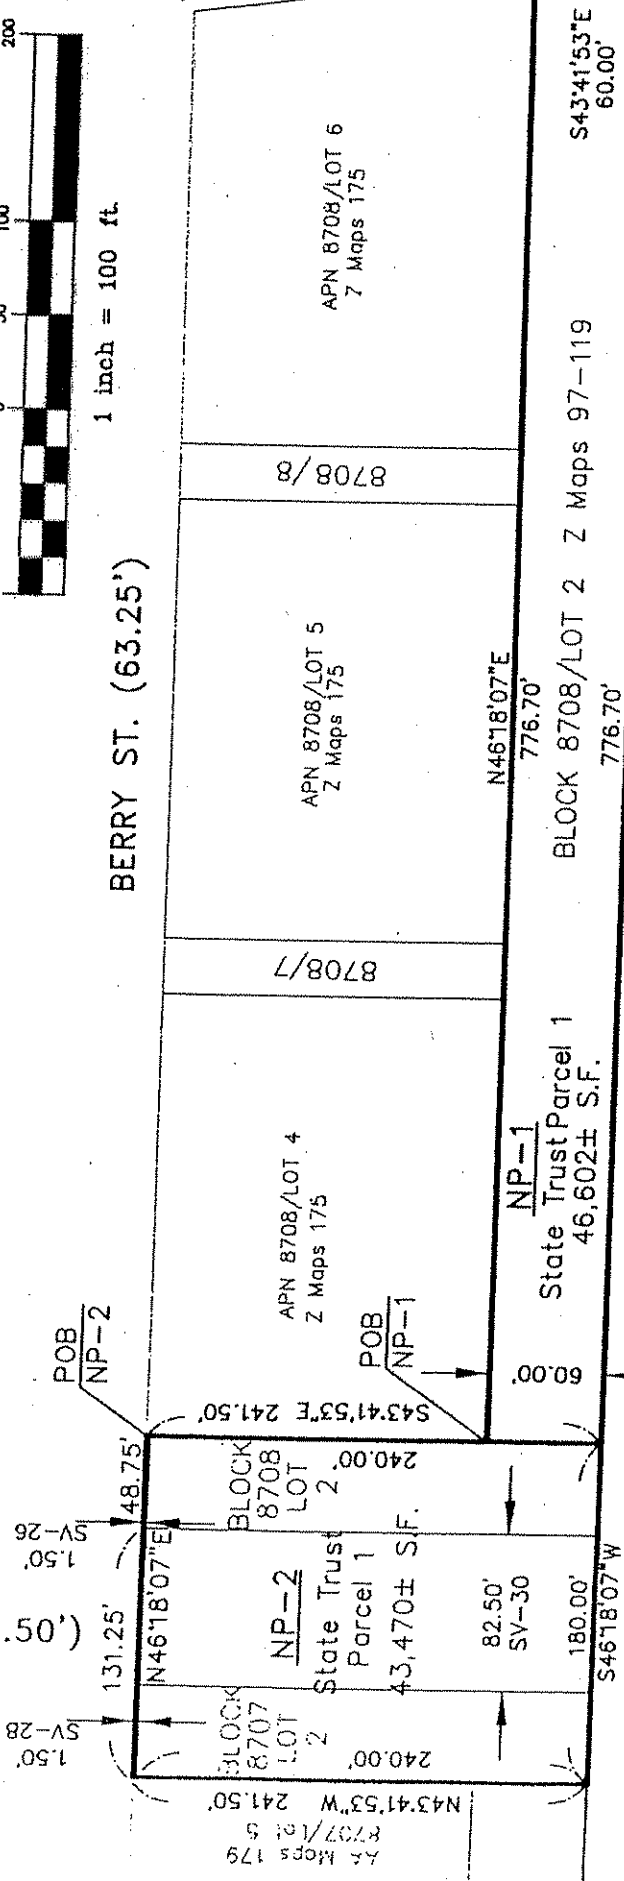 200
100
50
0
1 inch = 100 ft.
BERRY ST. (63.25')
APN 8708/LOT 6
Z Maps 175
8708/8
APN 8708/LOT 5
Z Maps 175
8708/7
APN 8708/LOT 4
Z Maps 175
S43°41'53"E
60.00'
N46°18'07"E
776.70'
BLOCK 8708/LOT 2 Z Maps 97-119
776.70'
NP-1
State Trust Parcel 1
46,602± S.F.
60.00'
POB
NP-2
POB
NP-1
S43°41'53"E 241.50'
240.00'
48.75'
SV-26
1.50'
131.25'
N46°18'07"E
SV-28
1.50'
BLOCK
8708
LOT
2
NP-2
State Trust
Parcel 1
43,470± S.F.
82.50'
SV-30
180.00'
S46°18'07"W
BLOCK
8707
LOT
2
240.00'
N43°41'53"W 241.50'
8707/Lot 5
Maps 179